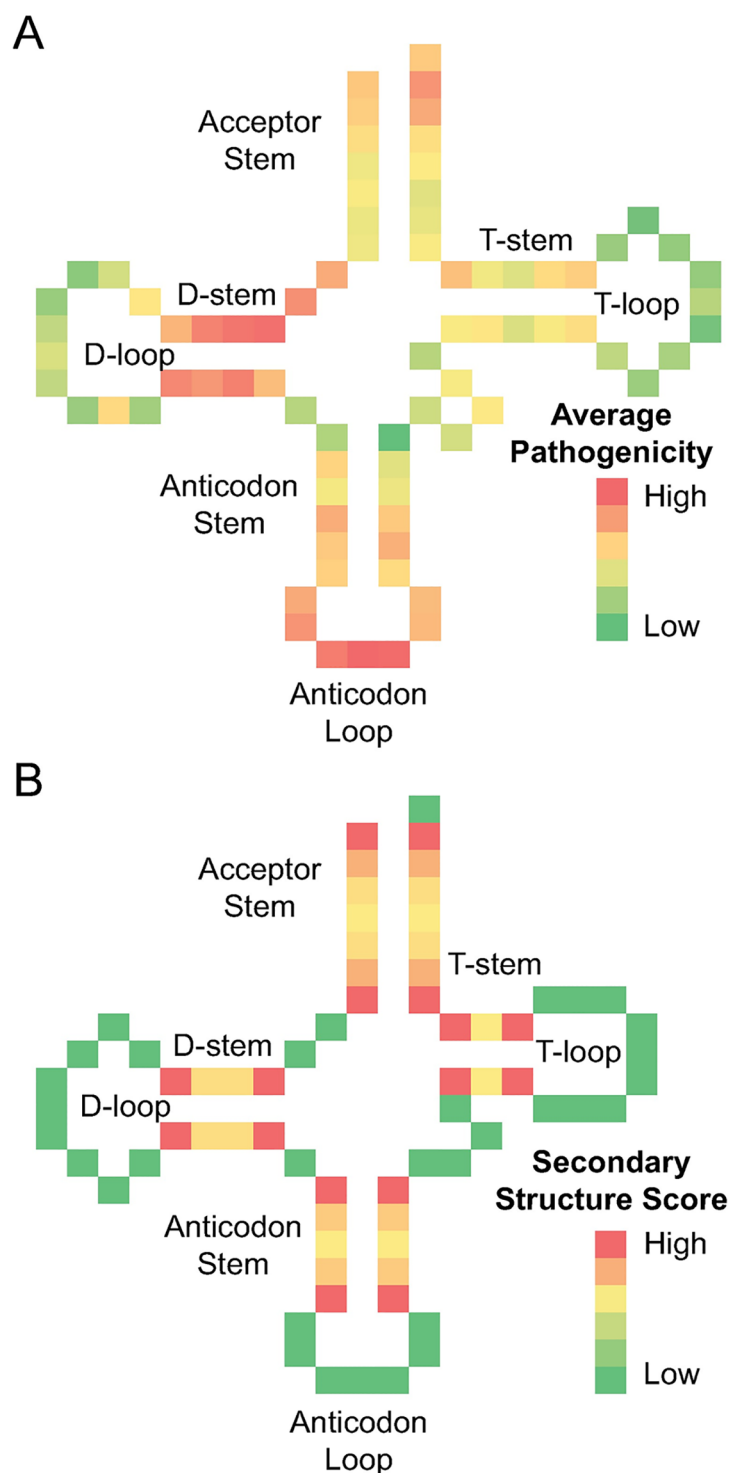 A
Acceptor
Stem
T-stem
D-stem
T-loop
D-loop
Average
Pathogenicity
High
Low
Anticodon
Stem
Anticodon
Loop
B
Acceptor
Stem
T-stem
D-stem
T-loop
D-loop
Secondary
Structure Score
High
Low
Anticodon
Stem
Anticodon
Loop